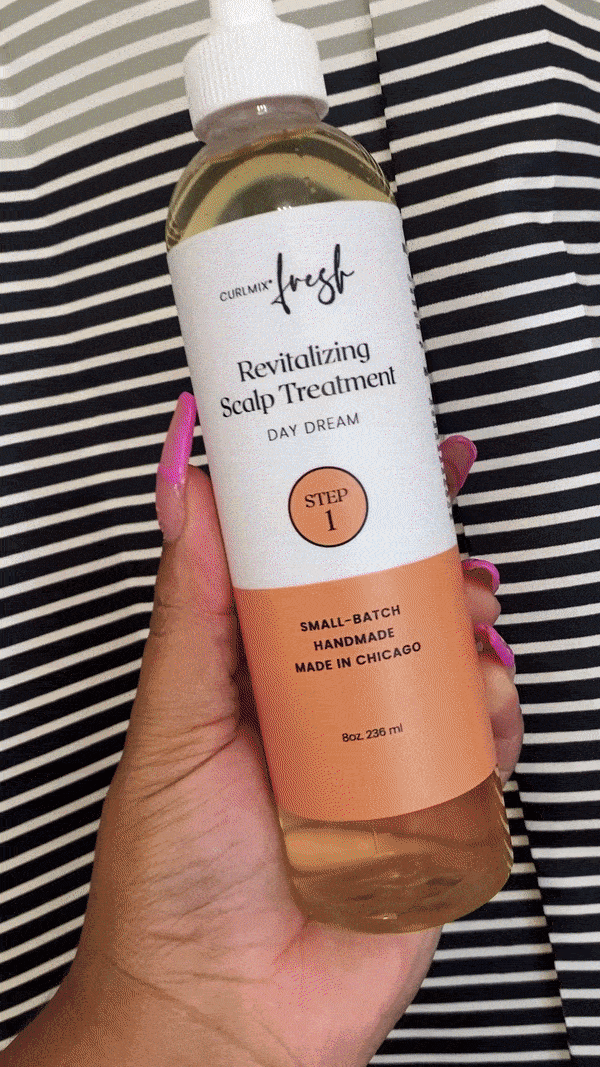 CURLMIX® fresh
Revitalizing
Scalp Treatment
DAY DREAM
STEP
1
SMALL-BATCH
HANDMADE
MADE IN CHICAGO
8oz. 236 ml